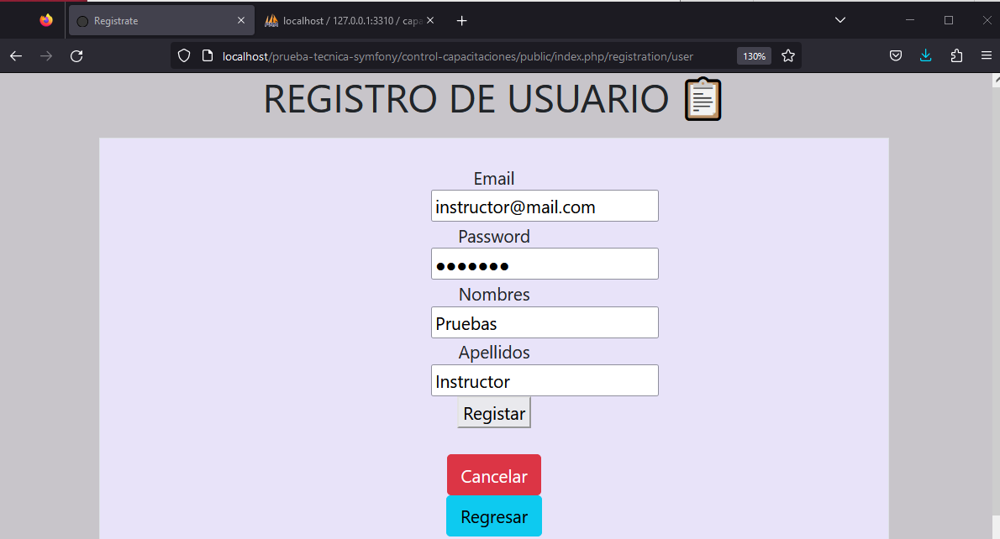 Registrate
localhost / 127.0.0.1:3310 / capa
localhost/prueba-tecnica-symfony/control-capacitaciones/public/index.php/registration/user
130%
REGISTRO DE USUARIO
Email
instructor@mail.com
Password
●●●●●●●
Nombres
Pruebas
Apellidos
Instructor
Registar
Cancelar
Regresar